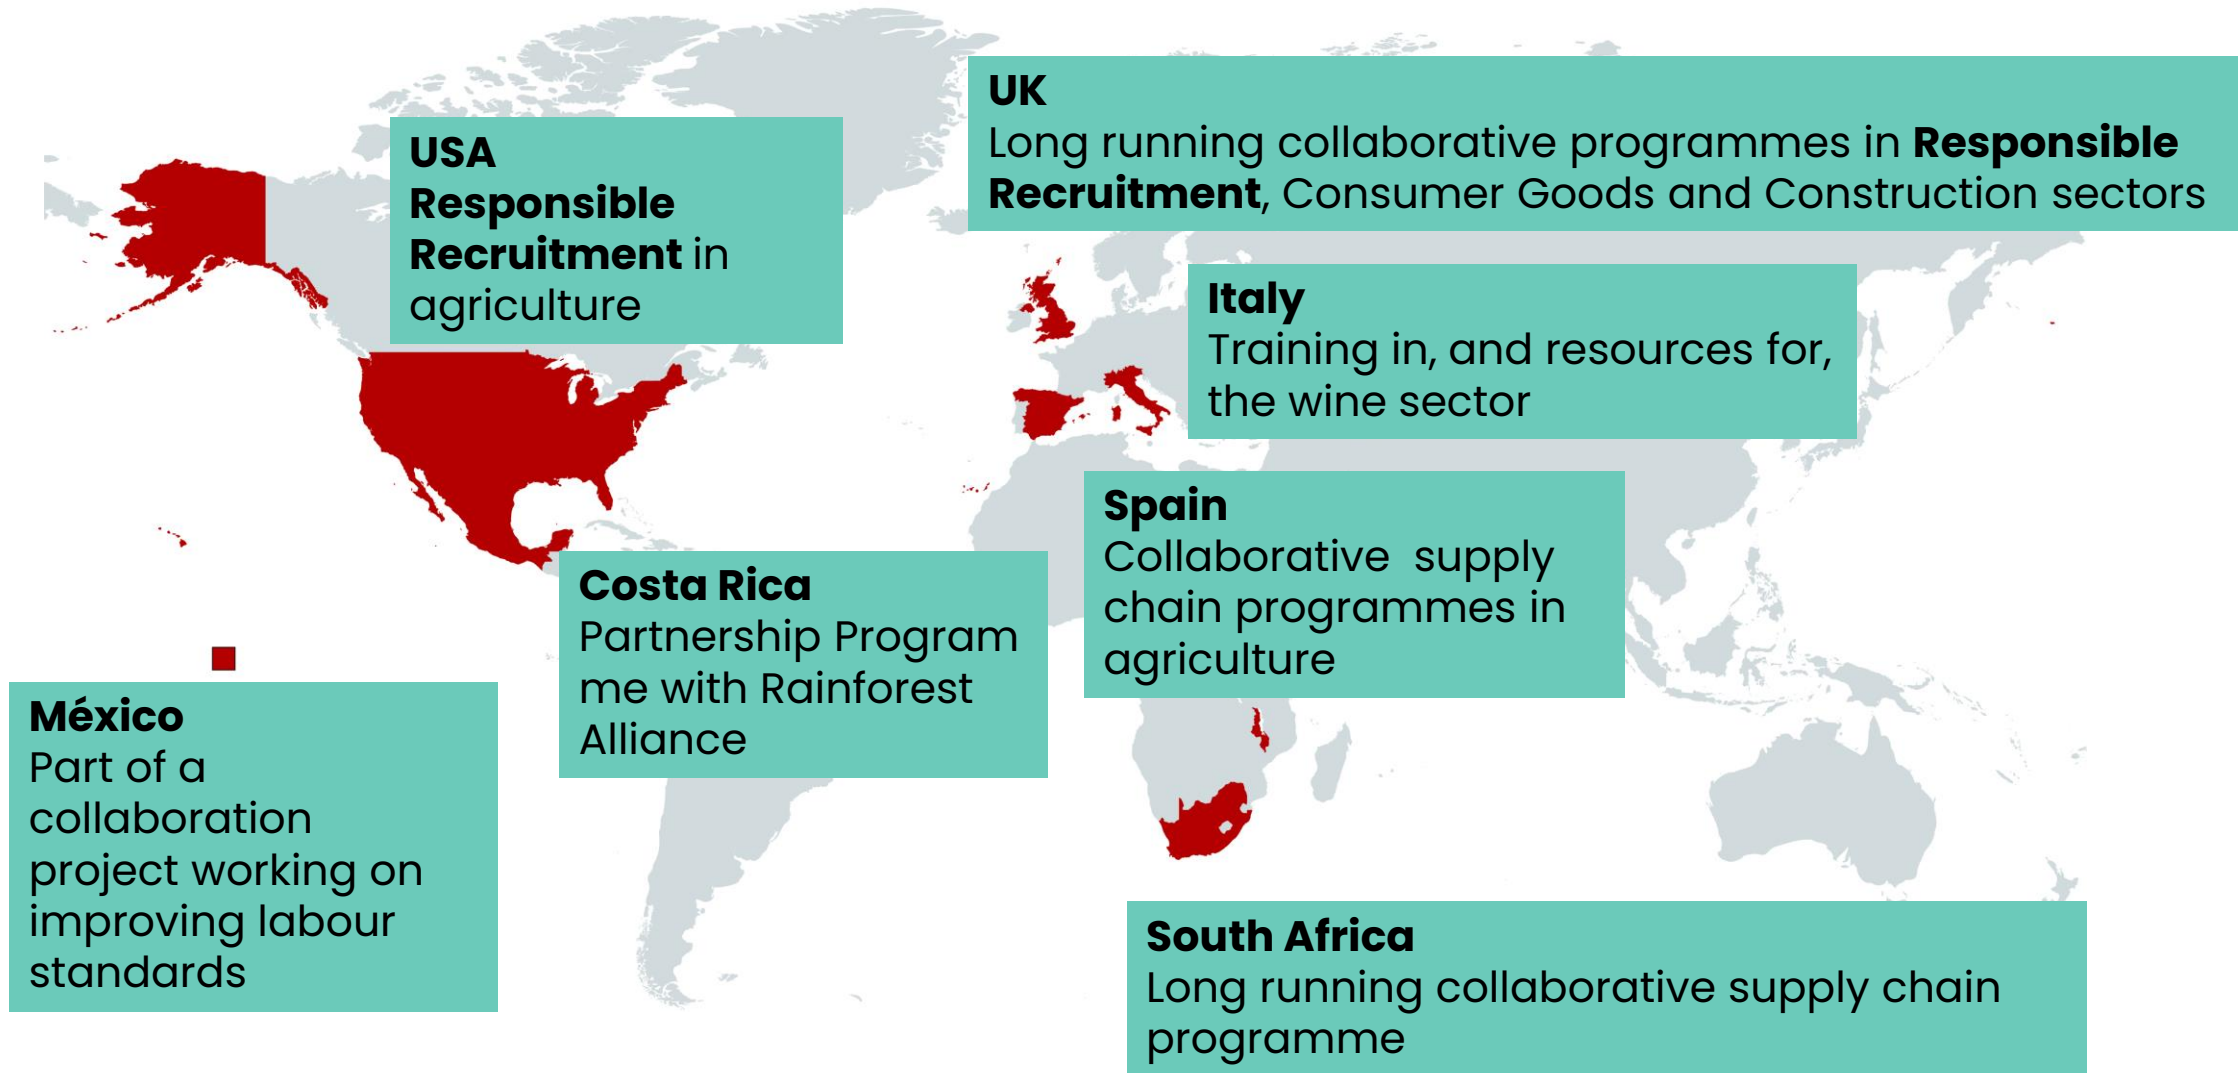 UK
Long running collaborative programmes in Responsible
Recruitment, Consumer Goods and Construction sectors
USA
Responsible
Recruitment in
agriculture
Italy
Training in, and resources for,
the wine sector
Spain
Collaborative  supply
chain programmes in
agriculture
Costa Rica
Partnership Program
me with Rainforest
Alliance
México
Part of a
collaboration
project working on
improving labour
standards
South Africa
Long running collaborative supply chain
programme